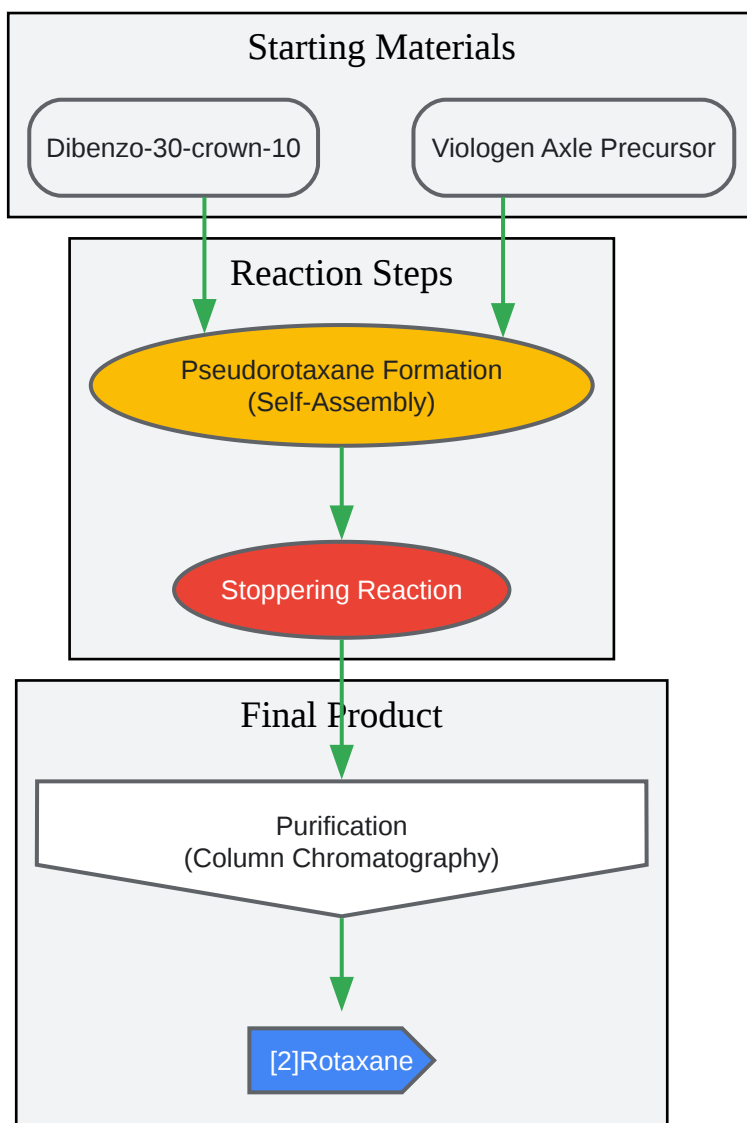 Starting Materials
Dibenzo-30-crown-10
Viologen Axle Precursor
Reaction Steps
Pseudorotaxane Formation
(Self-Assembly)
Stoppering Reaction
Final Product
Purification
(Column Chromatography)
[2]Rotaxane